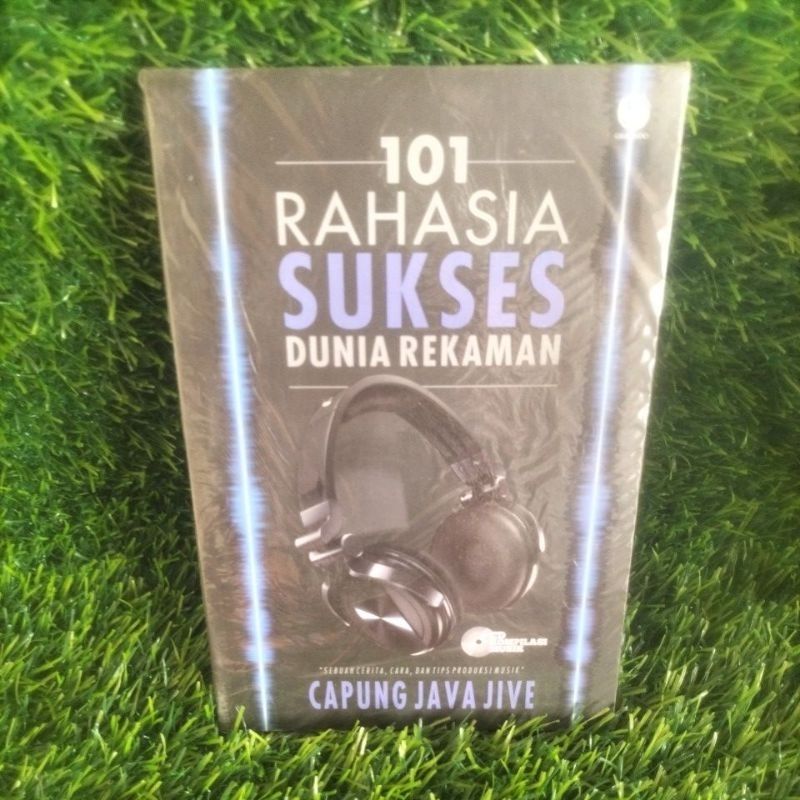 101
RAHASIA
SUKSES
DUNIA REKAMAN
"SEBUAH CERITA, CARA, DAN TIPS PRODUKSI MUSIK"
CAPUNG JAVA JIVE